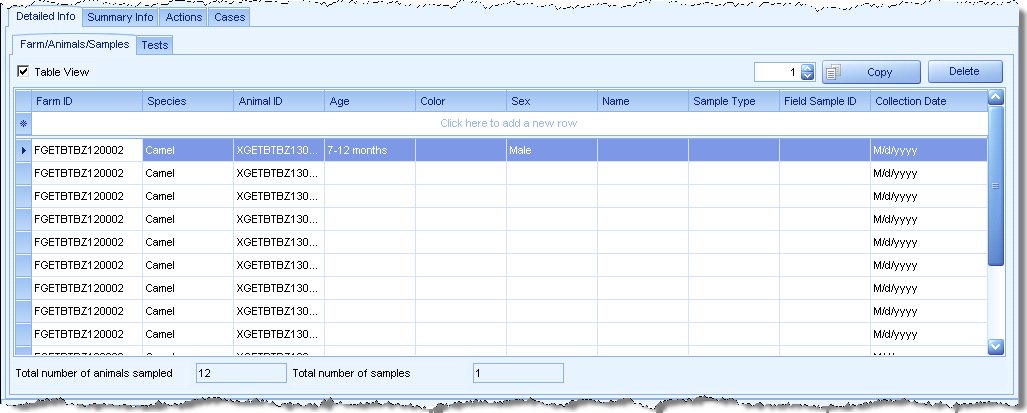 Detailed Info Summary Info Actions Cases
Farm/Animals/Samples Tests
Table View 1 Copy Delete
Farm ID Species Animal ID Age Color Sex Name Sample Type Field Sample ID Collection Date
Click here to add a new row
FGETBTBZ120002 Camel XGETBTBZ130... 7-12 months Male M/d/yyyy
FGETBTBZ120002 Camel XGETBTBZ130... M/d/yyyy
FGETBTBZ120002 Camel XGETBTBZ130... M/d/yyyy
FGETBTBZ120002 Camel XGETBTBZ130... M/d/yyyy
FGETBTBZ120002 Camel XGETBTBZ130... M/d/yyyy
FGETBTBZ120002 Camel XGETBTBZ130... M/d/yyyy
FGETBTBZ120002 Camel XGETBTBZ130... M/d/yyyy
FGETBTBZ120002 Camel XGETBTBZ130... M/d/yyyy
FGETBTBZ120002 Camel XGETBTBZ130... M/d/yyyy
Total number of animals sampled 12 Total number of samples 1